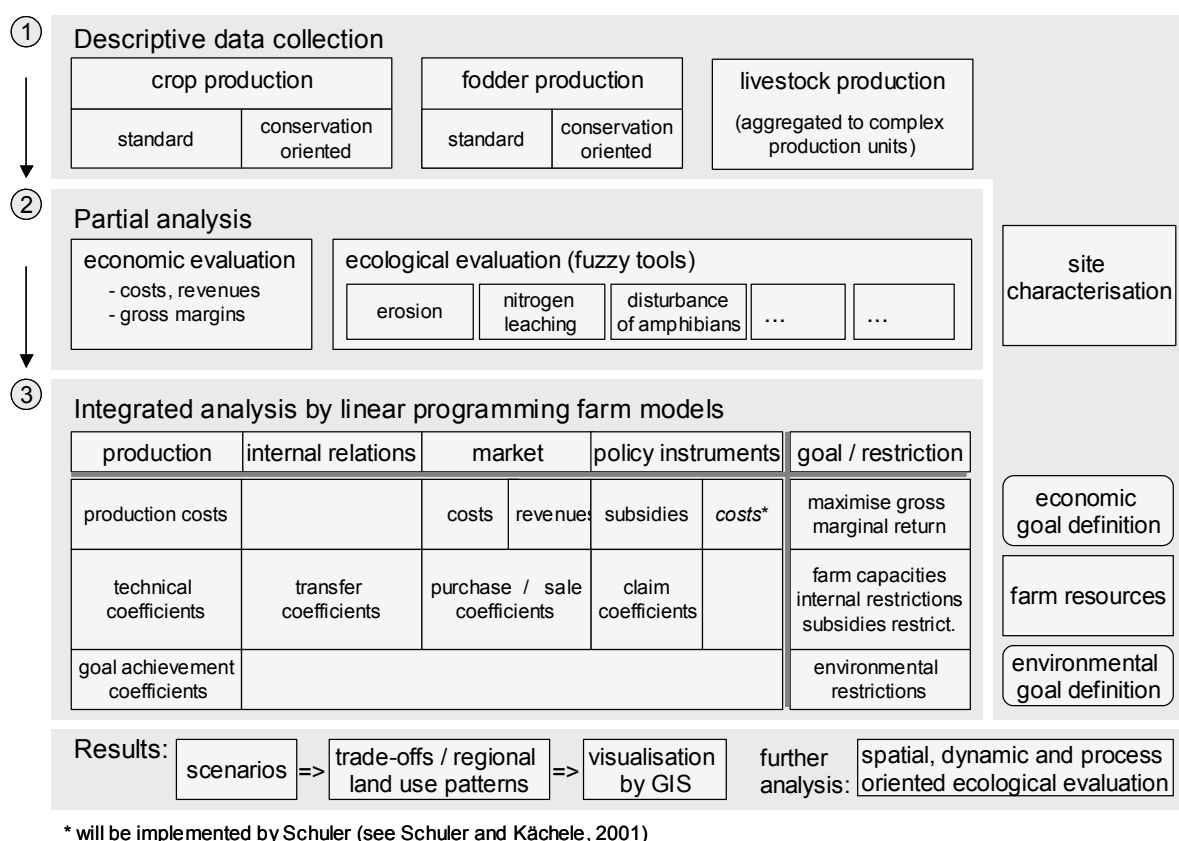 1
Descriptive data collection
crop production
standard
conservation
oriented
fodder production
standard
conservation
oriented
livestock production
(aggregated to complex
production units)
2
Partial analysis
economic evaluation
- costs, revenues
- gross margins
ecological evaluation (fuzzy tools)
erosion
nitrogen
leaching
disturbance
of amphibians
...
...
site
characterisation
3
Integrated analysis by linear programming farm models
production
internal relations
market
policy instruments
goal / restriction
production costs
costs
revenues
subsidies
costs*
maximise gross
marginal return
economic
goal definition
technical
coefficients
transfer
coefficients
purchase / sale
coefficients
claim
coefficients
farm capacities
internal restrictions
subsidies restrict.
farm resources
goal achievement
coefficients
environmental
restrictions
environmental
goal definition
Results:
scenarios
=>
trade-offs / regional
land use patterns
=>
visualisation
by GIS
further
analysis:
spatial, dynamic and process
oriented ecological evaluation
* will be implemented by Schuler (see Schuler and Kächele, 2001)